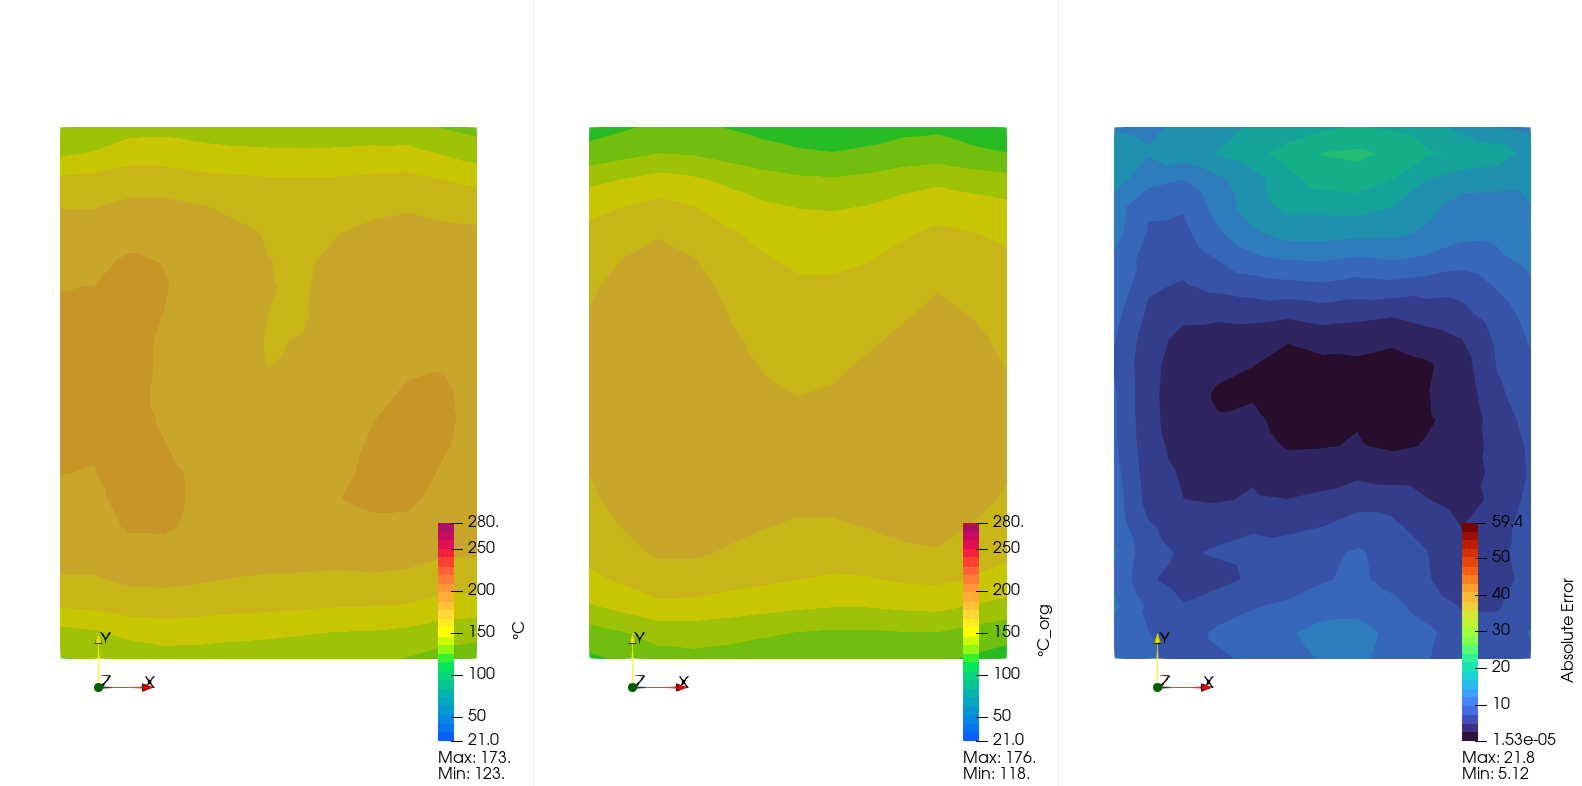 280.
250
200
150
100
50
21.0
°C
Max: 173.
Min: 123.
Y
Z
X
280.
250
200
150
100
50
21.0
°C_org
Max: 176.
Min: 118.
Y
Z
X
59.4
50
40
30
20
10
1.53e-05
Absolute Error
Max: 21.8
Min: 5.12
Y
Z
X